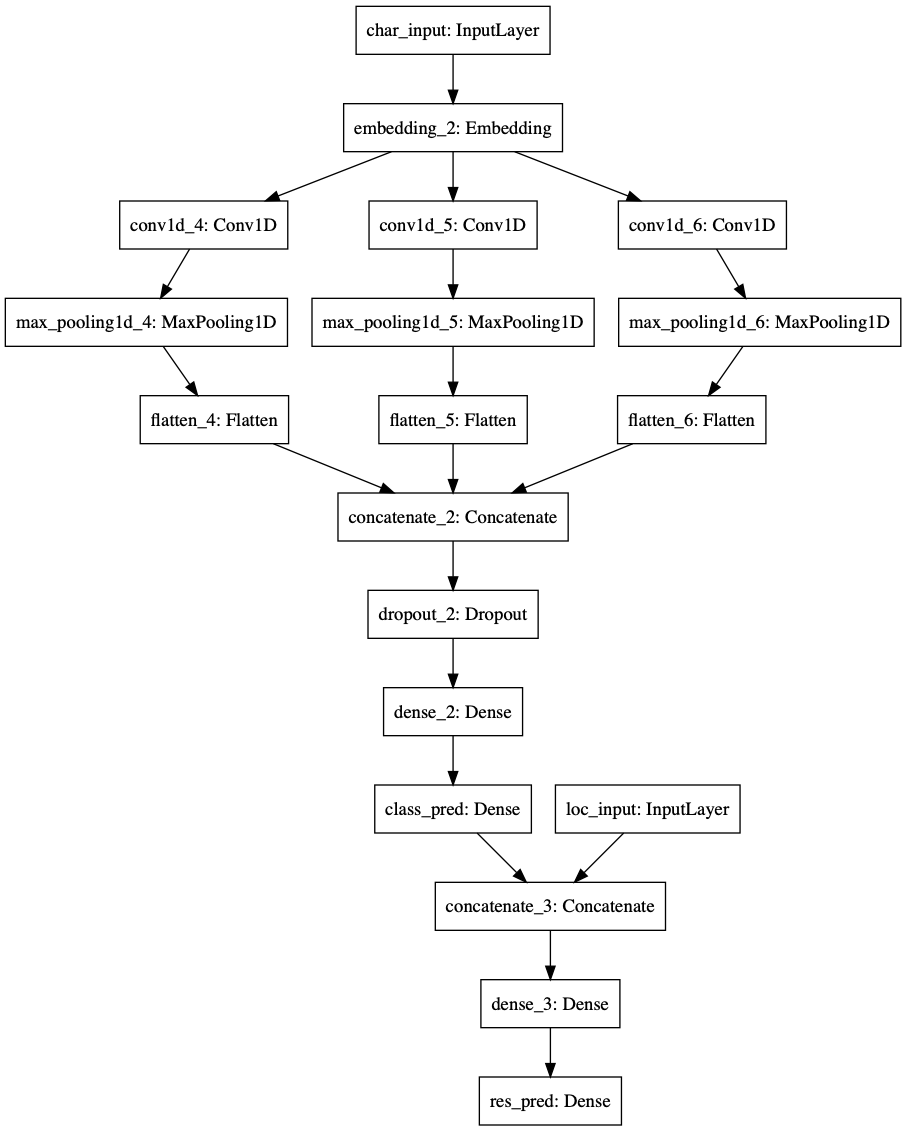 char_input: InputLayer
embedding_2: Embedding
conv1d_4: Conv1D
conv1d_5: Conv1D
conv1d_6: Conv1D
max_pooling1d_4: MaxPooling1D
max_pooling1d_5: MaxPooling1D
max_pooling1d_6: MaxPooling1D
flatten_4: Flatten
flatten_5: Flatten
flatten_6: Flatten
concatenate_2: Concatenate
dropout_2: Dropout
dense_2: Dense
class_pred: Dense
loc_input: InputLayer
concatenate_3: Concatenate
dense_3: Dense
res_pred: Dense